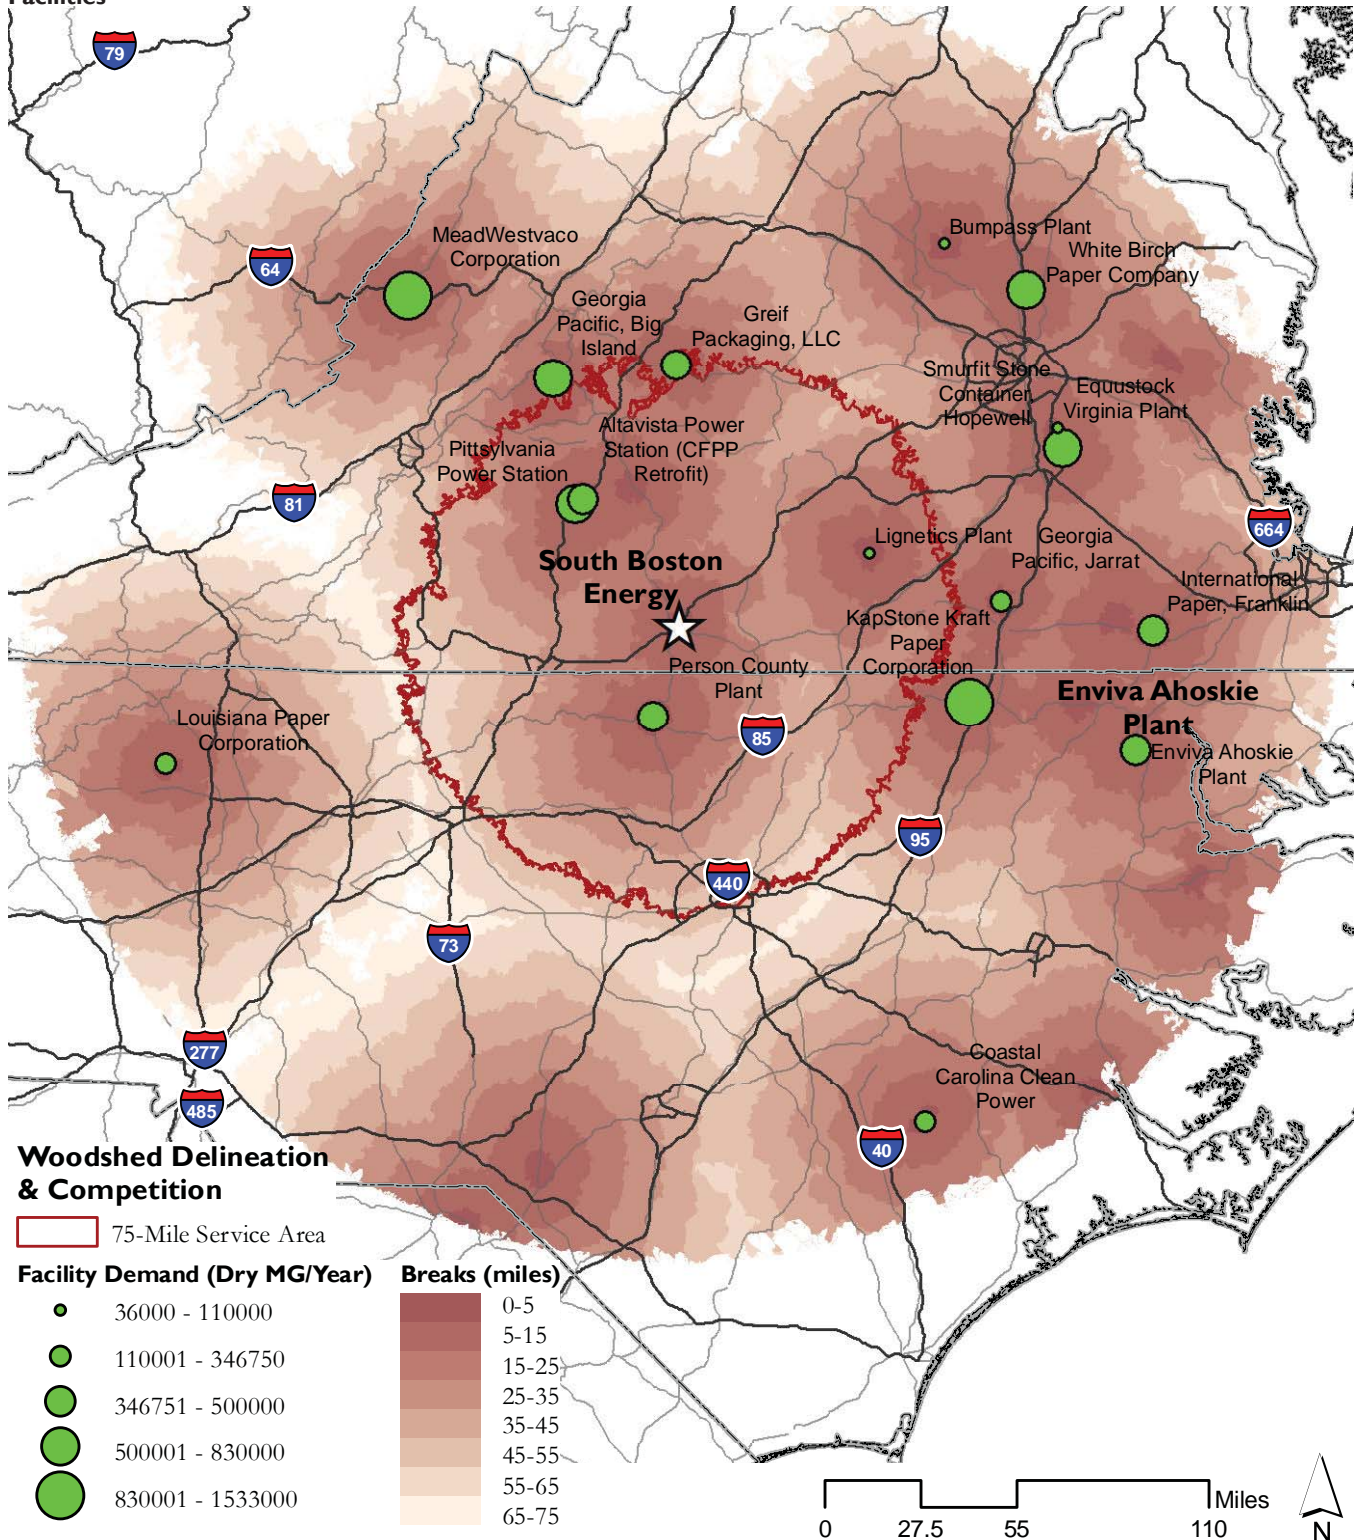 Facilities
79
64
MeadWestvaco
Corporation
Bumpass Plant
White Birch
Paper Company
Georgia
Pacific, Big
Island
Greif
Packaging, LLC
Smurfit Stone
Container,
Hopewell
Equustock
Virginia Plant
Altavista Power
Station (CFPP
Retrofit)
Pittsylvania
Power Station
81
664
Lignetics Plant
Georgia
Pacific, Jarrat
South Boston
Energy
International
Paper, Franklin
KapStone Kraft
Paper
Corporation
Person County
Plant
Enviva Ahoskie
Plant
Enviva Ahoskie
Plant
Louisiana Paper
Corporation
85
95
440
73
277
485
Coastal
Carolina Clean
Power
40
Woodshed Delineation
& Competition
75-Mile Service Area
Facility Demand (Dry MG/Year)
36000 - 110000
110001 - 346750
346751 - 500000
500001 - 830000
830001 - 1533000
Breaks (miles)
0-5
5-15
15-25
25-35
35-45
45-55
55-65
65-75
Miles
0 27.5 55 110
N